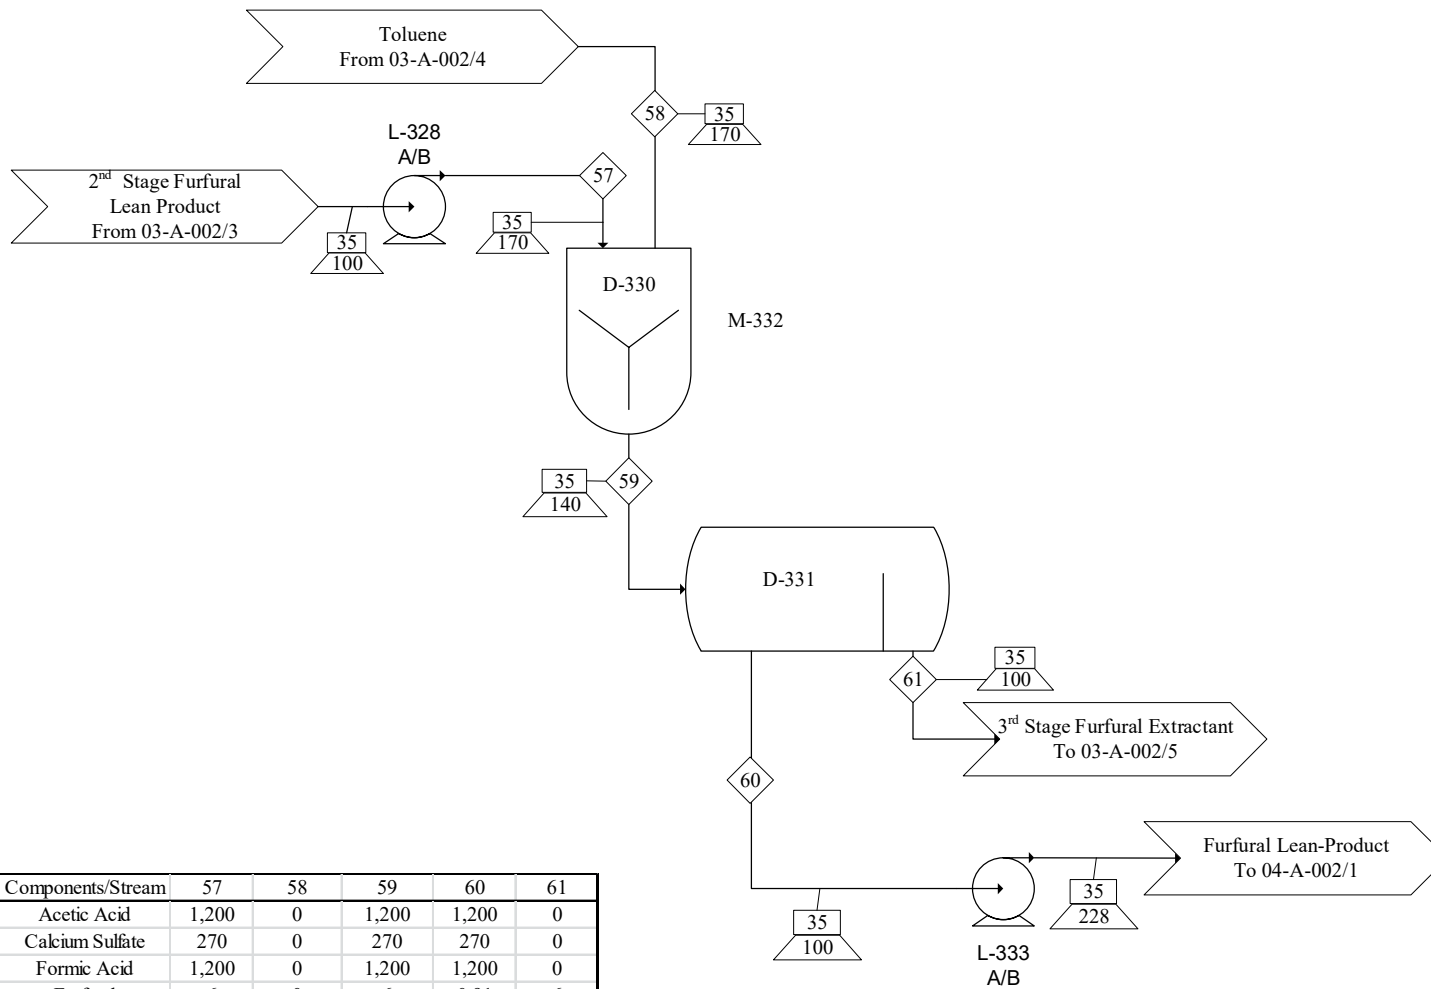 Toluene
From 03-A-002/4
58
35
170
L-328
A/B
57
2nd Stage Furfural
Lean Product
From 03-A-002/3
35
100
35
170
D-330
M-332
35
140
59
D-331
61
35
100
3rd Stage Furfural Extractant
To 03-A-002/5
60
Furfural Lean-Product
To 04-A-002/1
35
228
35
100
L-333
A/B
Components/Stream 57 58 59 60 61
Acetic Acid 1,200 0 1,200 1,200 0
Calcium Sulfate 270 0 270 270 0
Formic Acid 1,200 0 1,200 1,200 0